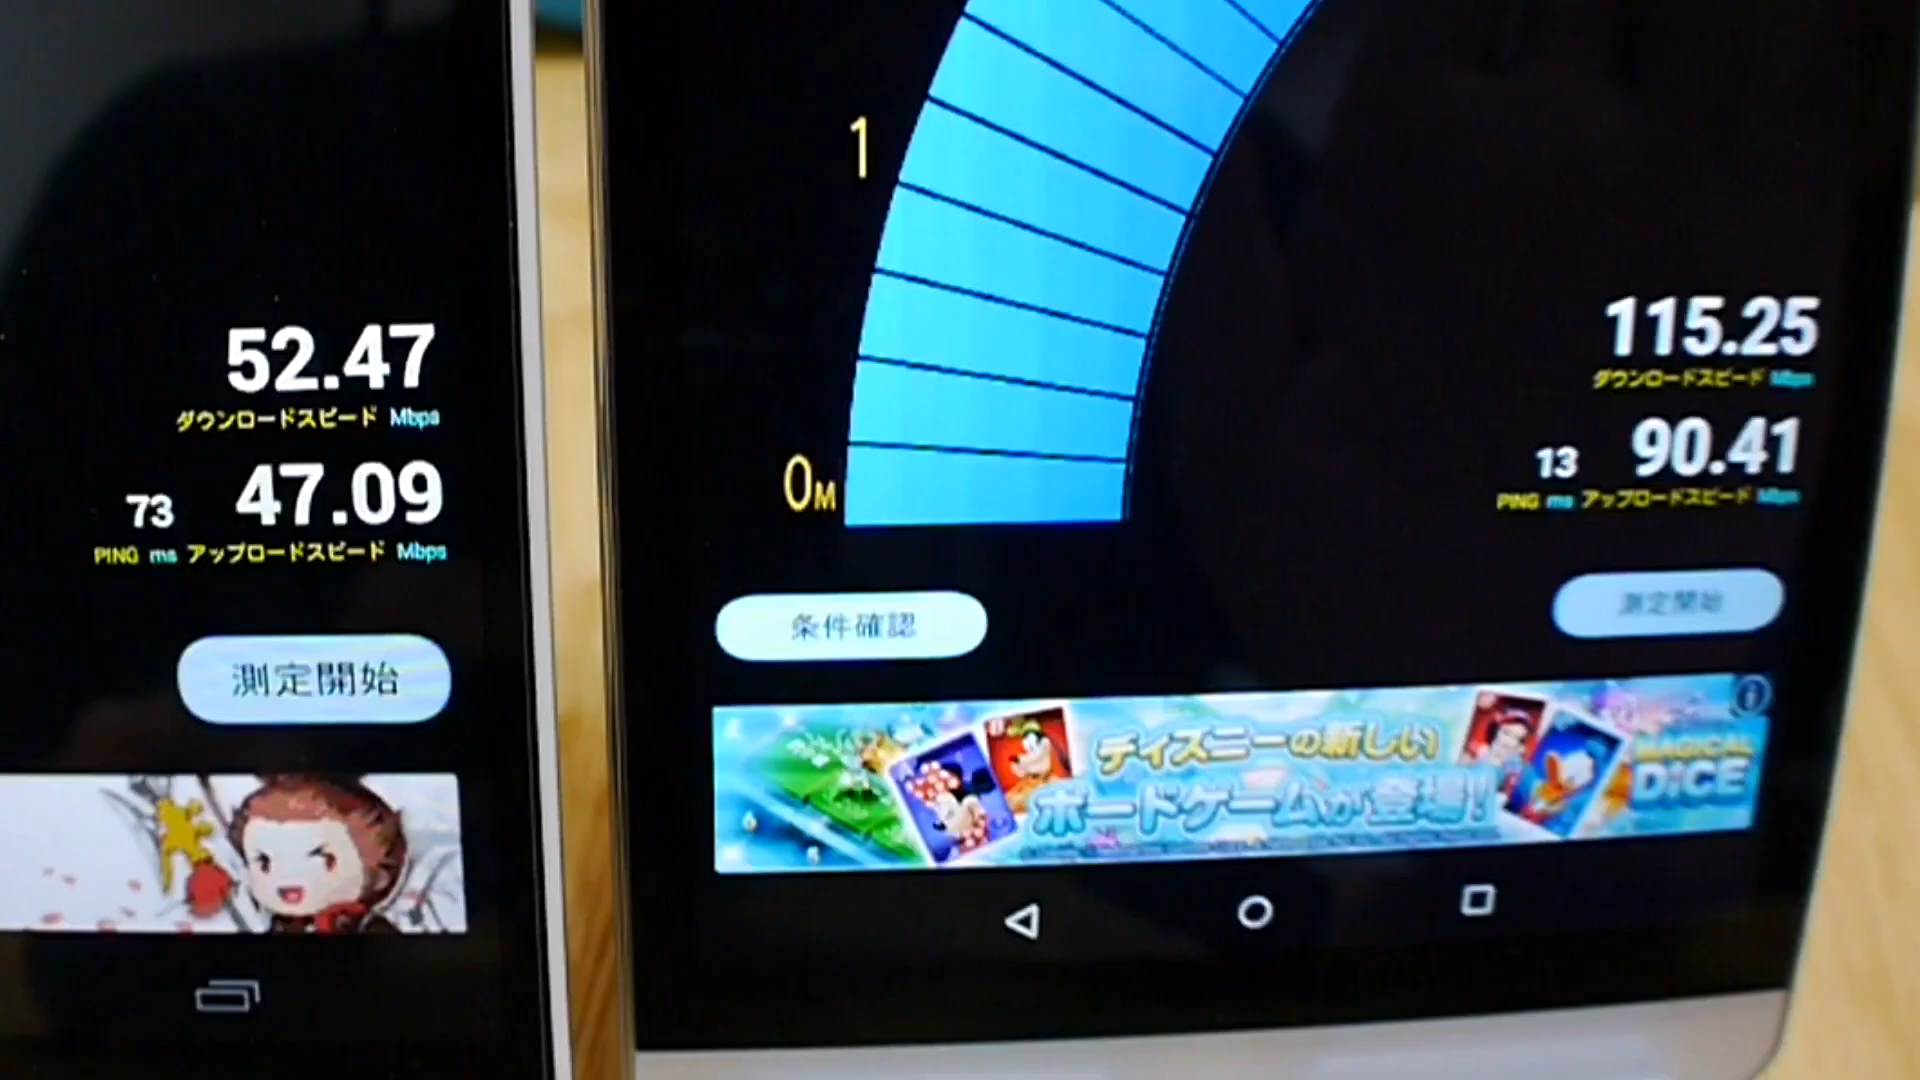 52.47
ダウンロードスピード Mbps
73 47.09
PING ms アップロードスピード Mbps
測定開始
1
0M
115.25
ダウンロードスピード Mbps
13 90.41
PING ms アップロードスピード Mbps
条件確認
測定開始
ディズニーの新しい
ボードゲームが登場!
MAGICAL
DiCE